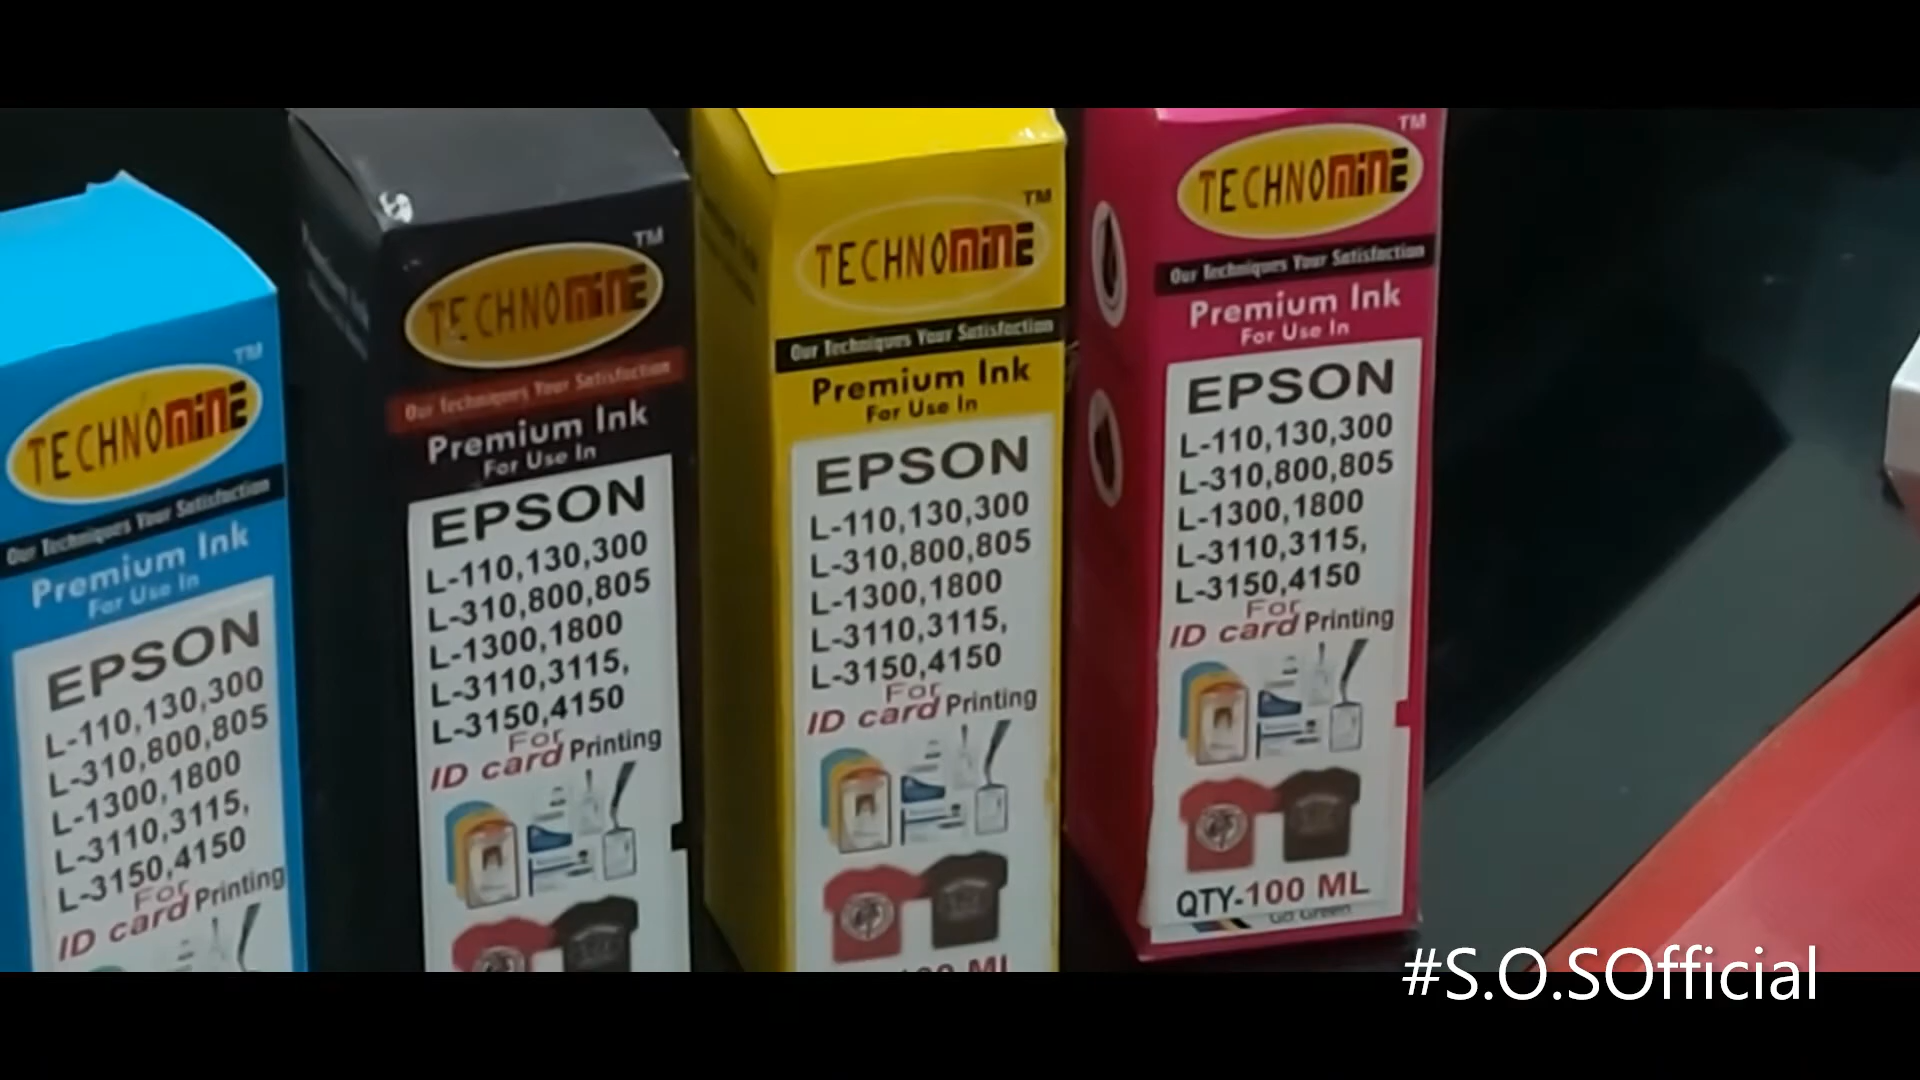 TECHNOMINE
TM
Our Techniques Your Satisfaction
Premium Ink
For Use In
EPSON
L-110,130,300
L-310,800,805
L-1300,1800
L-3110,3115,
L-3150,4150
For
ID card Printing
TECHNOMINE
TM
Our Techniques Your Satisfaction
Premium Ink
For Use In
EPSON
L-110,130,300
L-310,800,805
L-1300,1800
L-3110,3115,
L-3150,4150
For
ID card Printing
TECHNOMINE
TM
Our Techniques Your Satisfaction
Premium Ink
For Use In
EPSON
L-110,130,300
L-310,800,805
L-1300,1800
L-3110,3115,
L-3150,4150
For
ID card Printing
TECHNOMINE
TM
Our Techniques Your Satisfaction
Premium Ink
For Use In
EPSON
L-110,130,300
L-310,800,805
L-1300,1800
L-3110,3115,
L-3150,4150
For
ID card Printing
QTY-100 ML
Go Green
#S.O.SOfficial